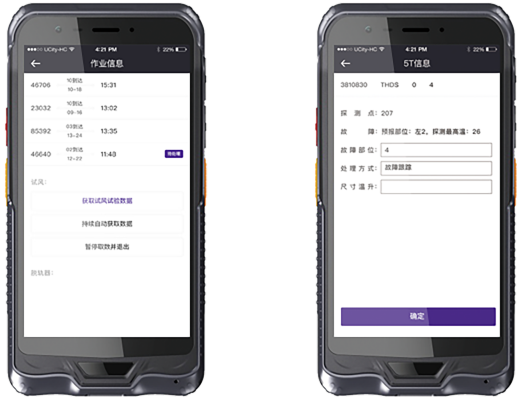 UCity-HC 4:21 PM 22%
作业信息
46706 10到达 15:31
10-18
23032 10到达 13:02
09-16
85392 03到达 13:35
13-24
46640 02到达 11:48 待处理
12-22
试风:
获取试风试验数据
持续自动获取数据
暂停取数并退出
脱轨器:
UCity-HC 4:21 PM 22%
5T信息
3810830 THDS 0 4
探测点: 207
故障: 预报部位: 左2, 探测最高温: 26
故障部位: 4
处理方式: 故障跟踪
尺寸温升:
确定